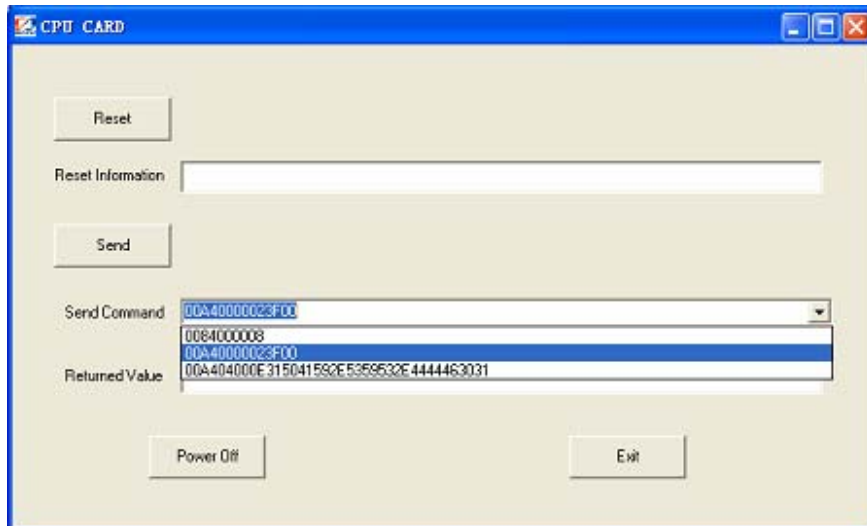 CPU CARD
Reset
Reset Information
Send
Send Command 00A40000023F00
0084000008
00A40000023F00
00A404000E315041592E5359532E4444463031
Returned Value
Power Off Exit